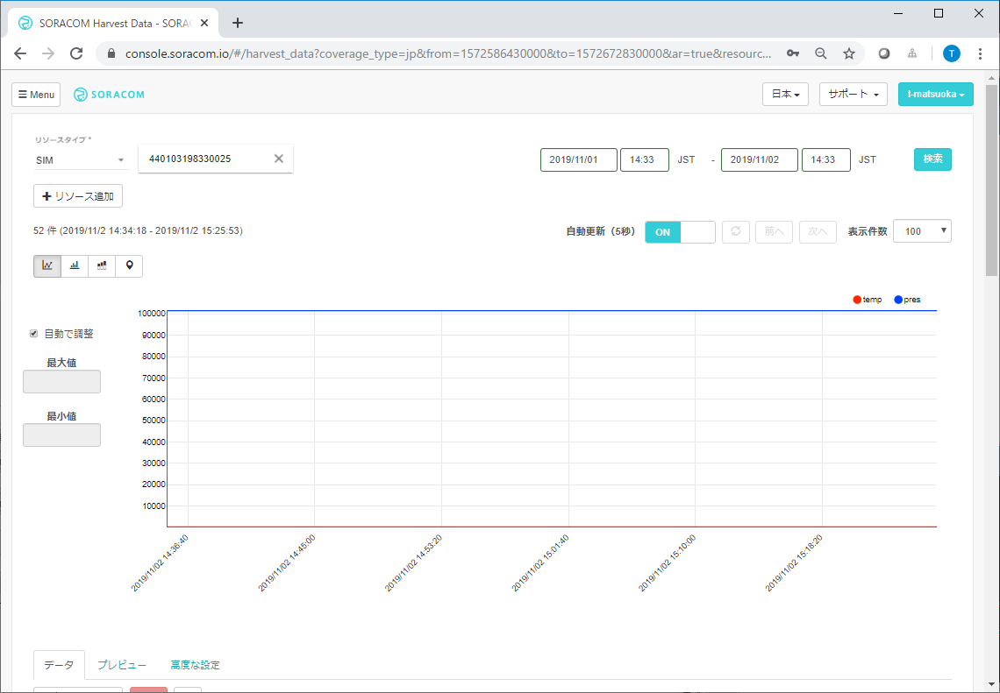 SORACOM Harvest Data - SORAC
console.soracom.io/#/harvest_data?coverage_type=jp&from=1572586430000&to=1572672830000&ar=true&resourc...
T
Menu
SORACOM
日本
サポート
t-matsuoka
リソースタイプ *
SIM
440103198330025
2019/11/01
14:33
JST
-
2019/11/02
14:33
JST
検索
リソース追加
52 件 (2019/11/2 14:34:18 - 2019/11/2 15:25:53)
自動更新（5秒）
ON
前へ
次へ
表示件数
100
temp
pres
自動で調整
最大値
最小値
100000
90000
80000
70000
60000
50000
40000
30000
20000
10000
2019/11/02 14:36:40
2019/11/02 14:45:00
2019/11/02 14:53:20
2019/11/02 15:01:40
2019/11/02 15:10:00
2019/11/02 15:18:20
データ
プレビュー
高度な設定